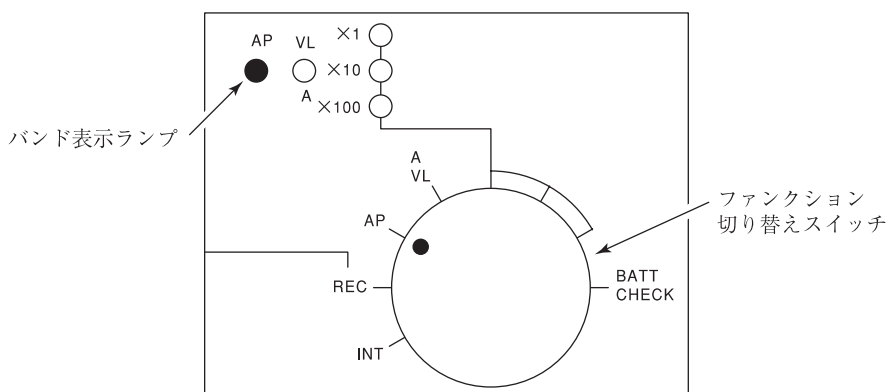 AP
VL
×1
×10
A
×100
バンド表示ランプ
A
VL
ファンクション
切り替えスイッチ
AP
REC
BATT
CHECK
INT